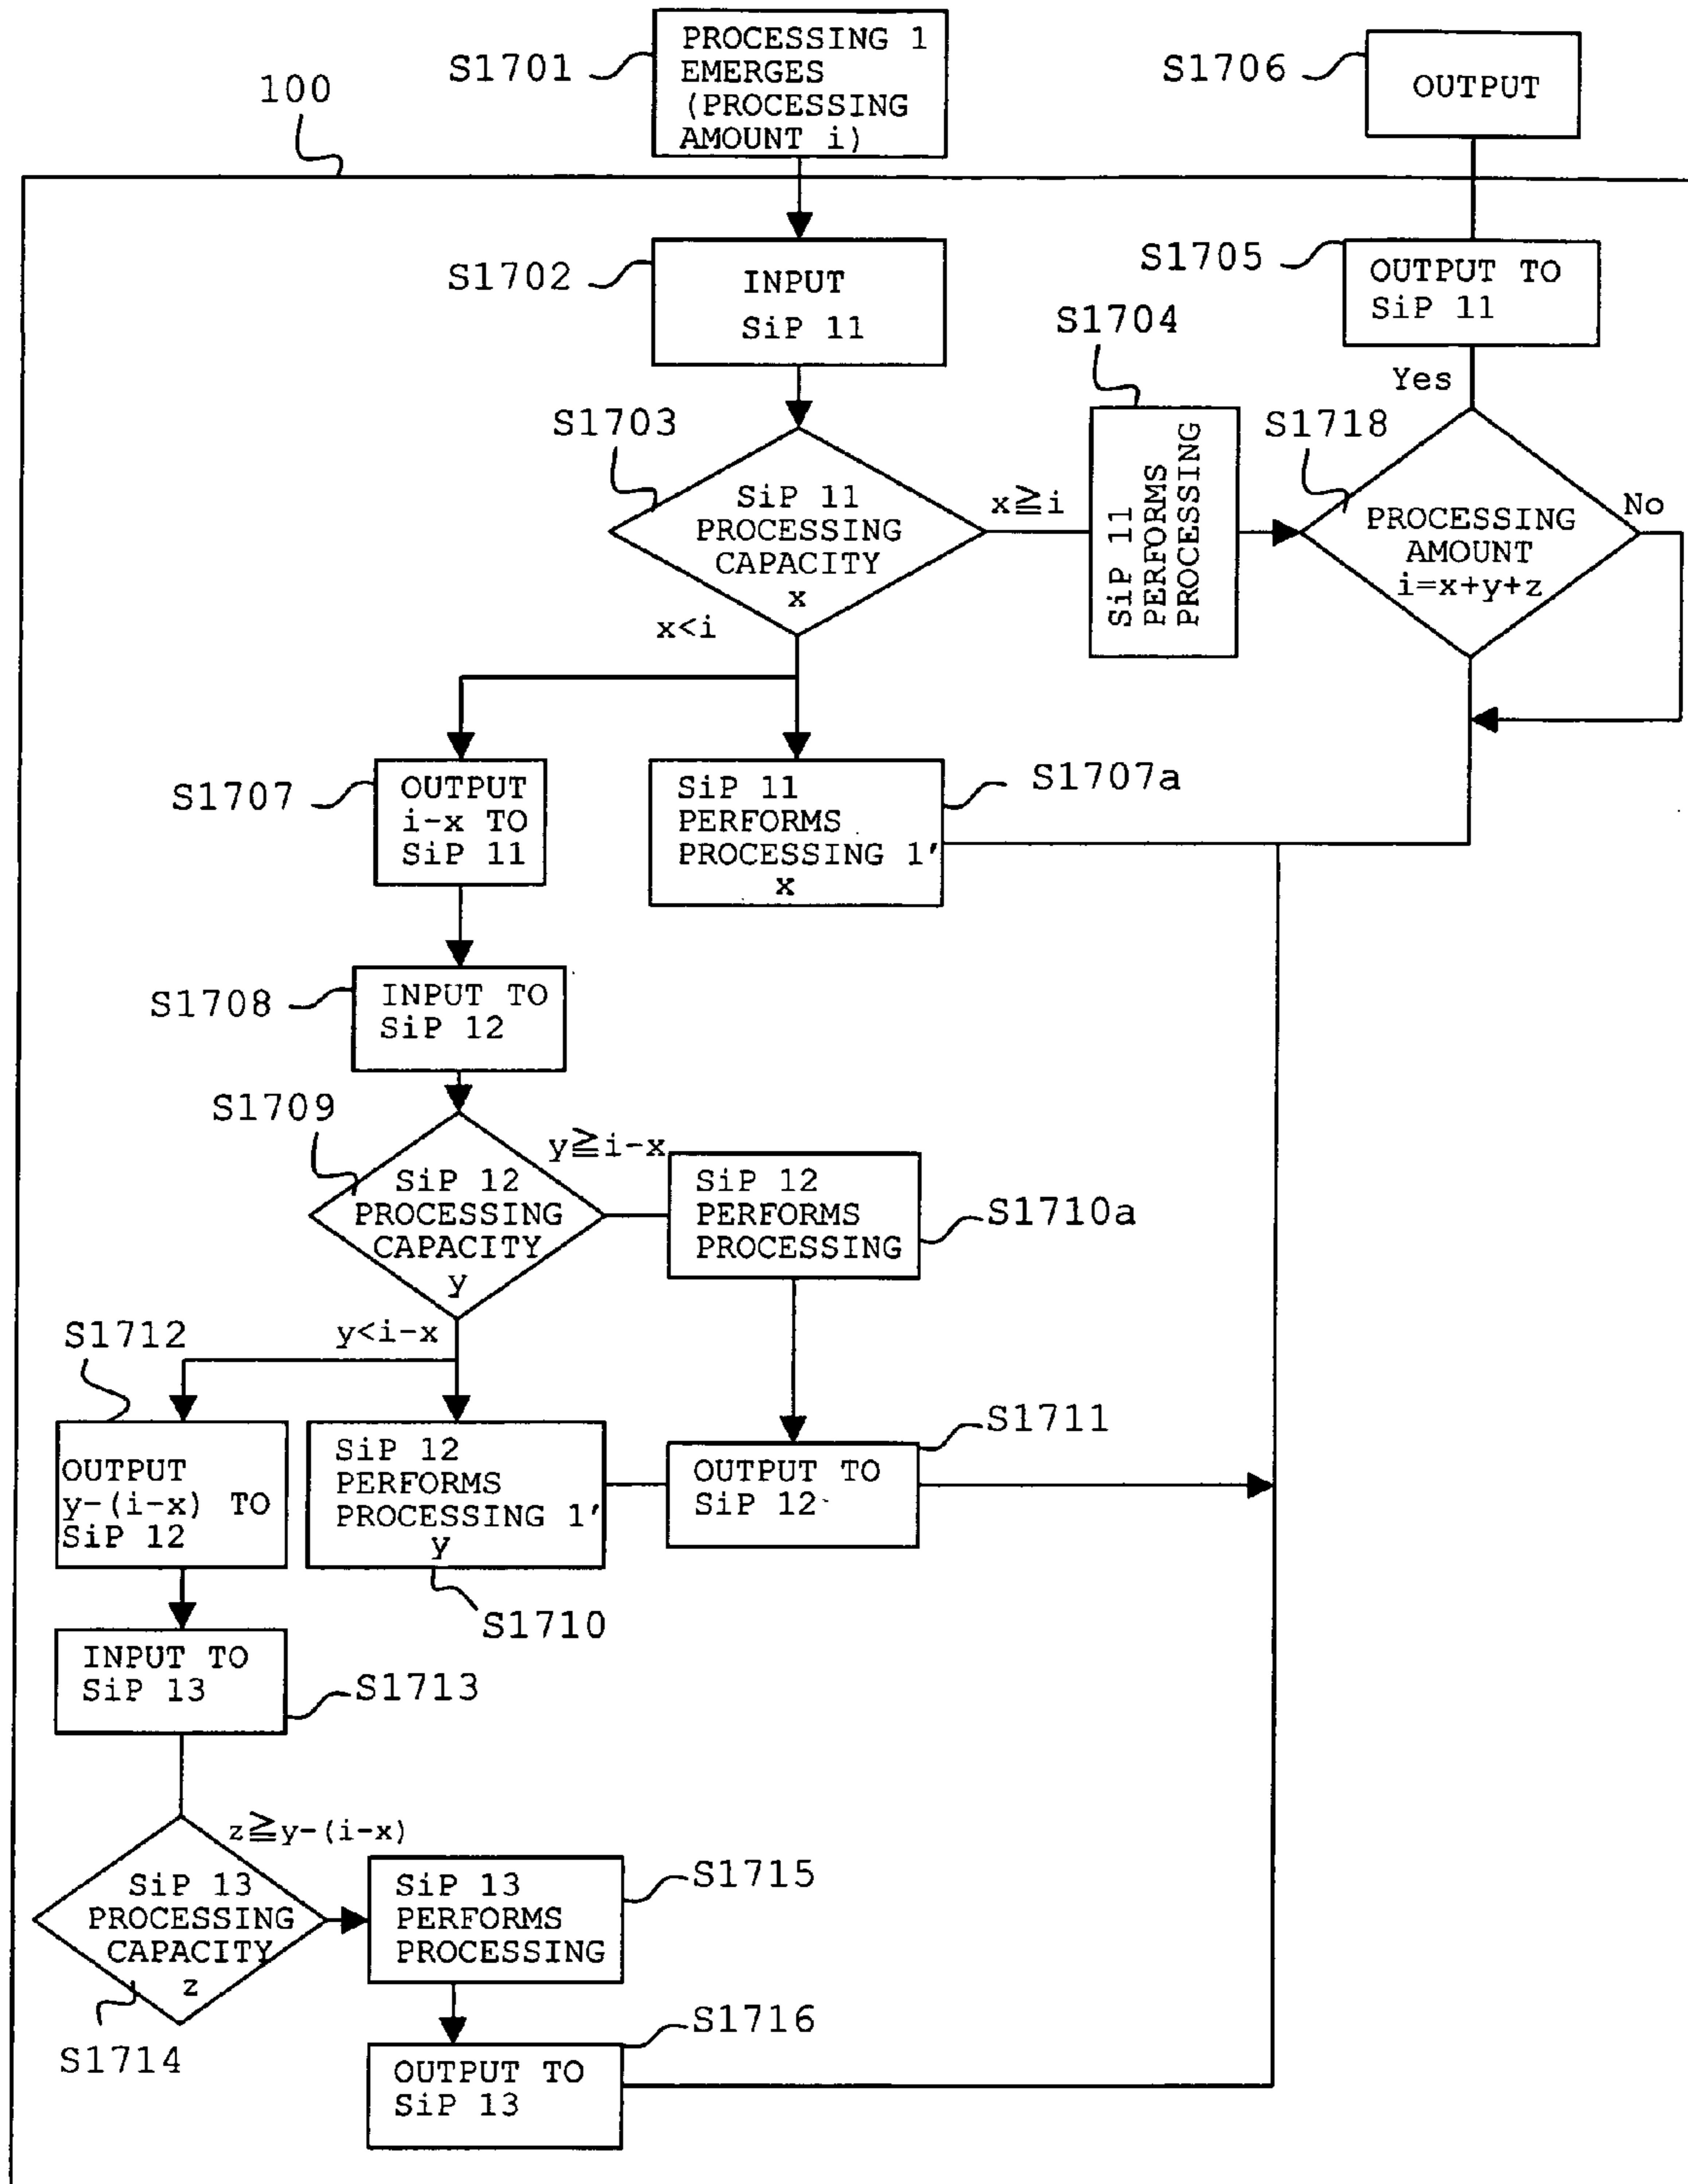 S1701
PROCESSING 1
EMERGES
(PROCESSING
AMOUNT i)
S1706
OUTPUT
100
S1702
INPUT
SiP 11
S1705
OUTPUT TO
SiP 11
S1704
SiP 11
PERFORMS
PROCESSING
Yes
S1703
SiP 11
PROCESSING
CAPACITY
x
x≧i
x<i
S1718
PROCESSING
AMOUNT
i=x+y+z
No
S1707
OUTPUT
i-x TO
SiP 11
SiP 11
PERFORMS
PROCESSING 1'
x
S1707a
S1708
INPUT TO
SiP 12
S1709
SiP 12
PROCESSING
CAPACITY
y
y≧i-x
SiP 12
PERFORMS
PROCESSING
S1710a
y<i-x
S1712
OUTPUT
y-(i-x) TO
SiP 12
SiP 12
PERFORMS
PROCESSING 1'
y
S1710
OUTPUT TO
SiP 12
S1711
INPUT TO
SiP 13
S1713
z≧y-(i-x)
SiP 13
PROCESSING
CAPACITY
z
S1714
SiP 13
PERFORMS
PROCESSING
S1715
OUTPUT TO
SiP 13
S1716